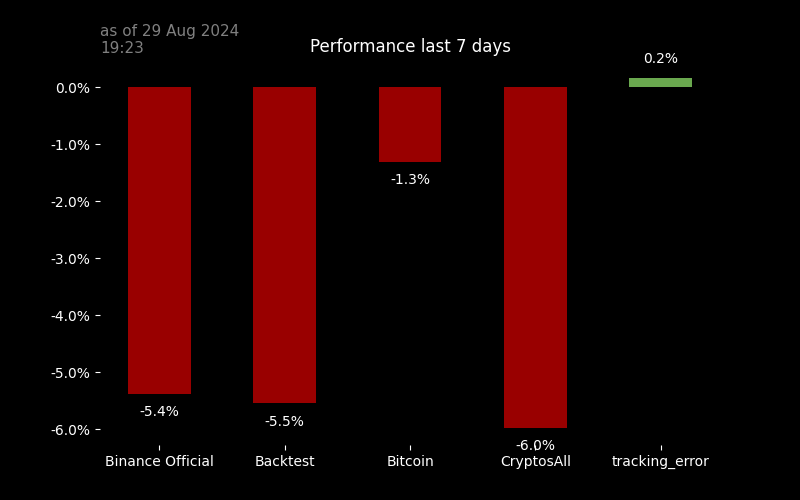 as of 29 Aug 2024
19:23
Performance last 7 days
0.2%
0.0%
-1.0%
-1.3%
-2.0%
-3.0%
-4.0%
-5.0%
-5.4%
-5.5%
-6.0%
-6.0%
Binance Official
Backtest
Bitcoin
CryptosAll
tracking_error